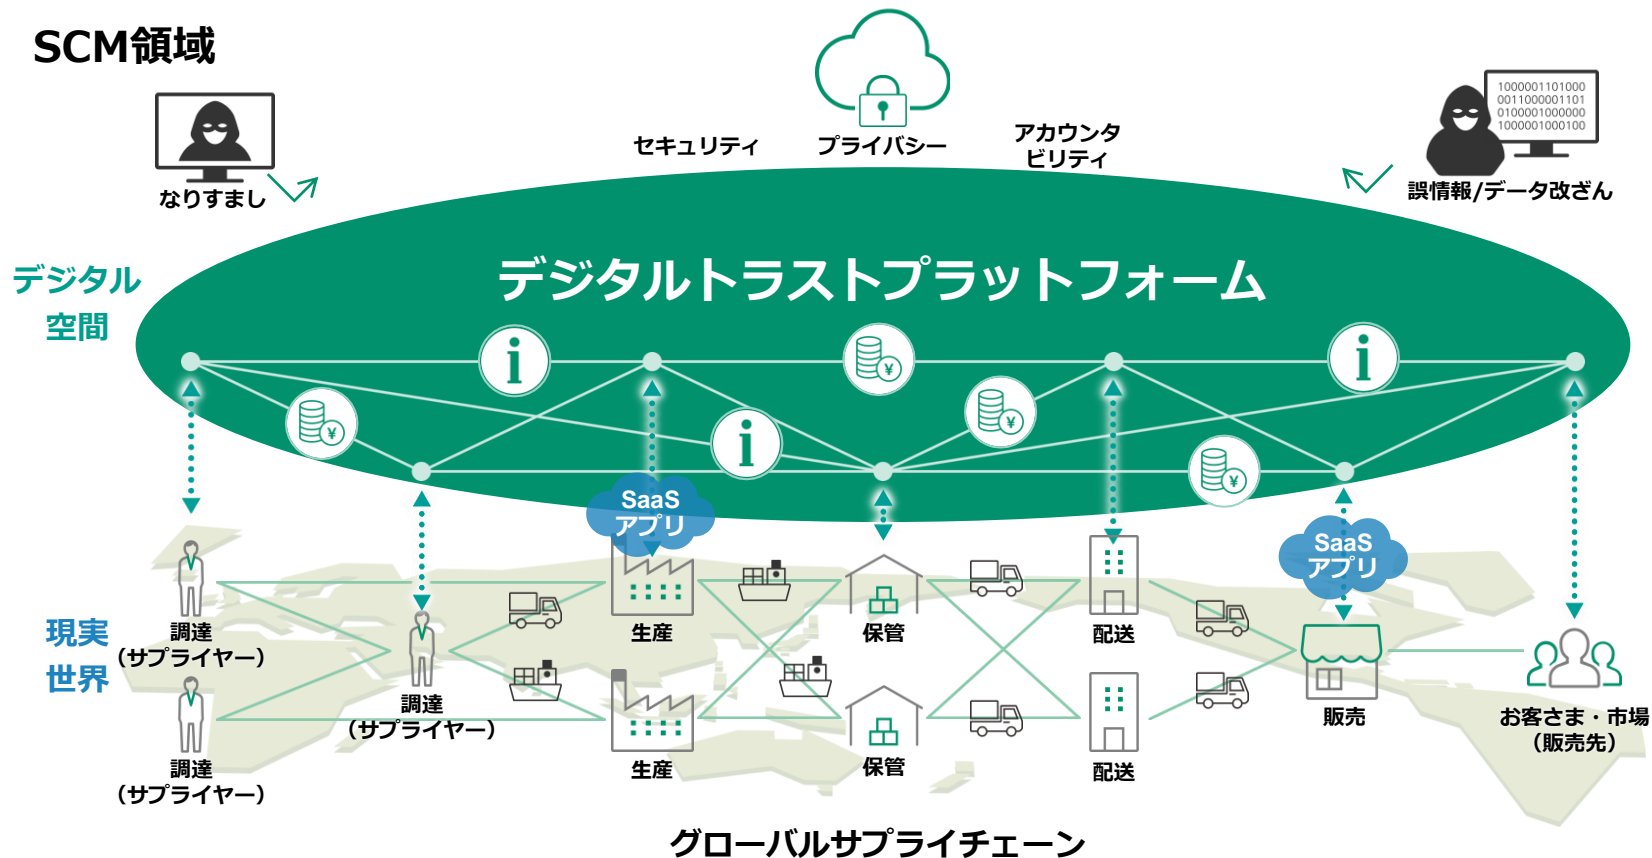 SCM領域
なりすまし
セキュリティ
プライバシー
アカウンタ
ビリティ
1000001101000
0011000001101
0100001000000
1000001000100
誤情報/データ改ざん
デジタル
空間
デジタルトラストプラットフォーム
i
¥
i
¥
i
¥
¥
SaaS
アプリ
SaaS
アプリ
現実
世界
調達
（サプライヤー）
調達
（サプライヤー）
調達
（サプライヤー）
生産
生産
保管
保管
配送
配送
販売
お客さま・市場
（販売先）
グローバルサプライチェーン